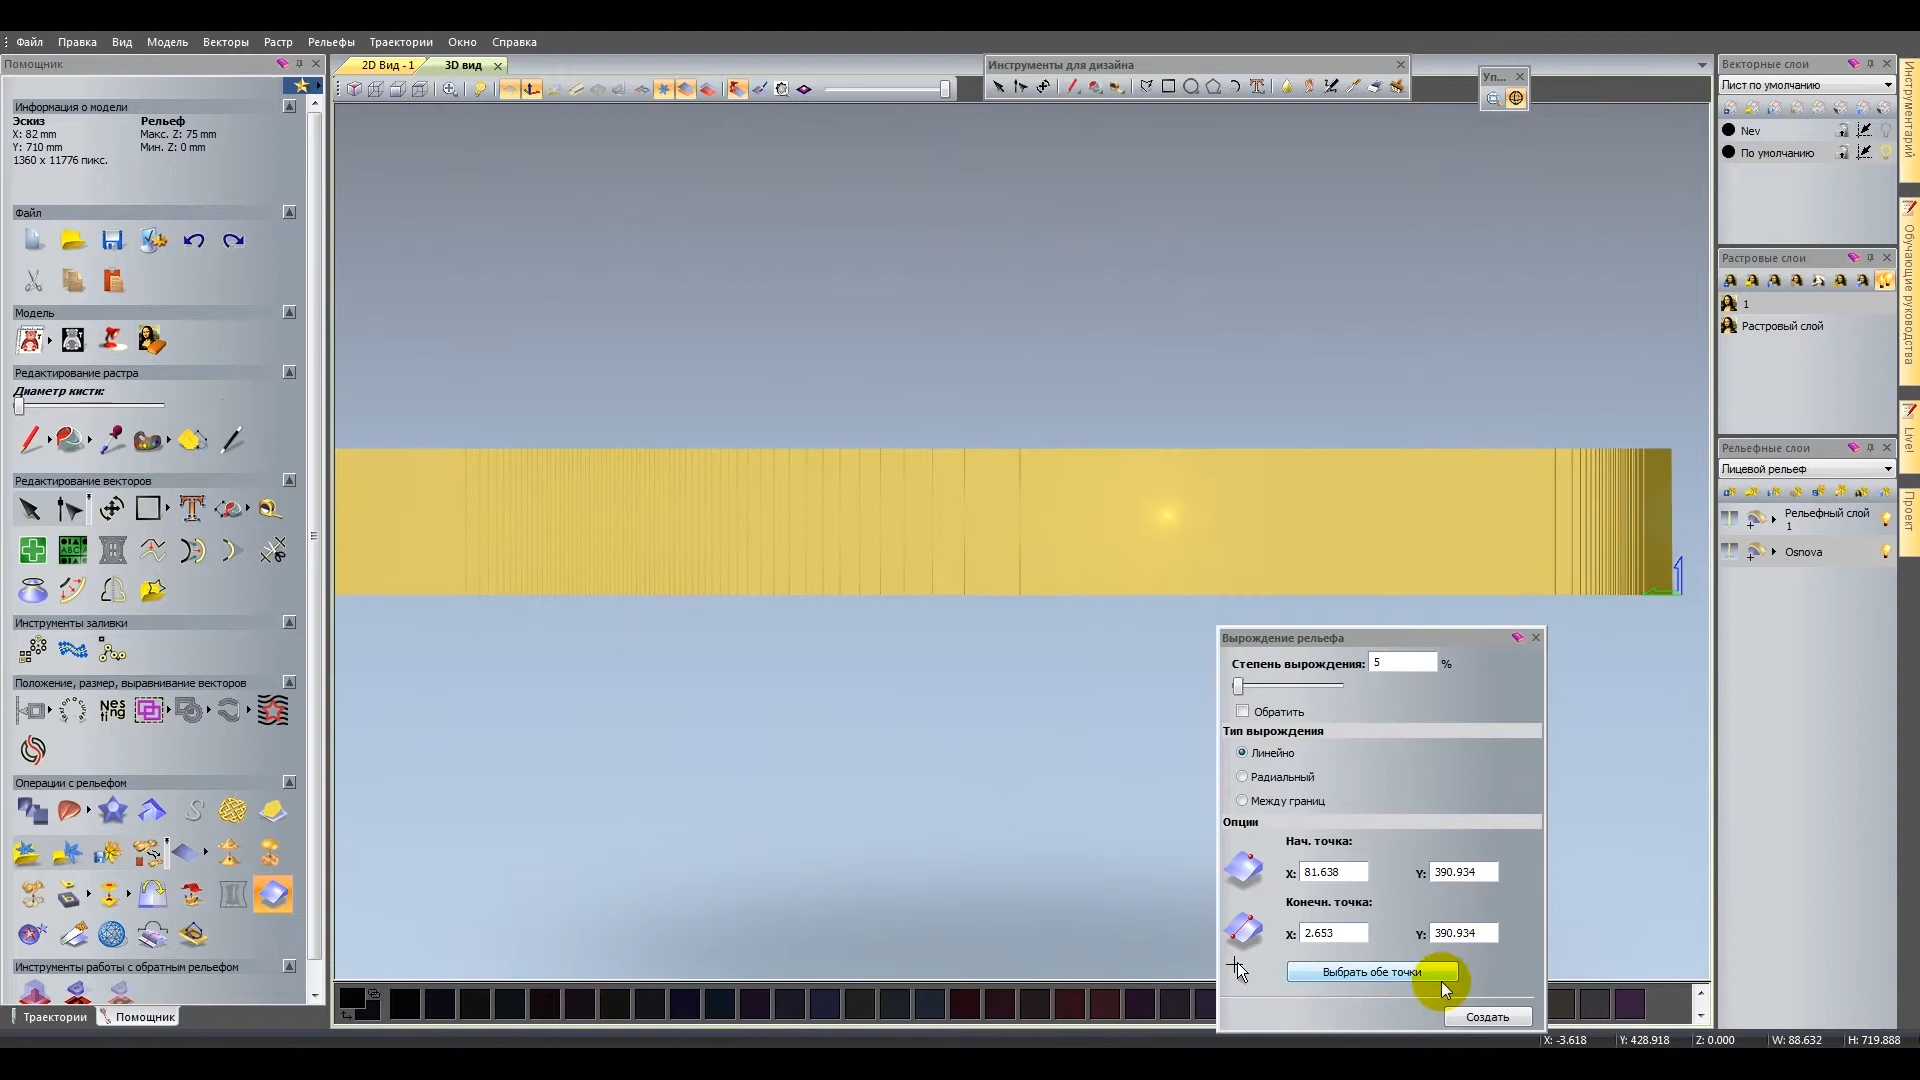 Файл Правка Вид Модель Векторы Растр Рельефы Траектории Окно Справка
Помощник
Информация о модели
Эскиз Рельеф
X: 82 mm Макс. Z: 75 mm
Y: 710 mm Мин. Z: 0 mm
1360 x 11776 пикс.
Файл
Модель
Редактирование растра
Диаметр кисти:
Редактирование векторов
Nes
ting
ABC
Инструменты заливки
Положение, размер, выравнивание векторов
Операции с рельефом
Инструменты работы с обратным рельефом
Траектории Помощник
2D Вид - 1 3D вид
Инструменты для дизайна
Уп...
Вырождение рельефа
Степень вырождения: 5 %
Обратить
Тип вырождения
Линейно
Радиальный
Между границ
Опции
Нач. точка:
X: 81.638 Y: 390.934
Конечн. точка:
X: 2.653 Y: 390.934
Выбрать обе точки
Создать
Векторные слои
Лист по умолчанию
Nev
По умолчанию
Растровые слои
1
Растровый слой
Рельефные слои
Лицевой рельеф
Рельефный слой
1
Osnova
Инструментарий
Обучающие руководства
Live!
Проект
X: -3.618 Y: 428.918 Z: 0.000 W: 88.632 H: 719.888